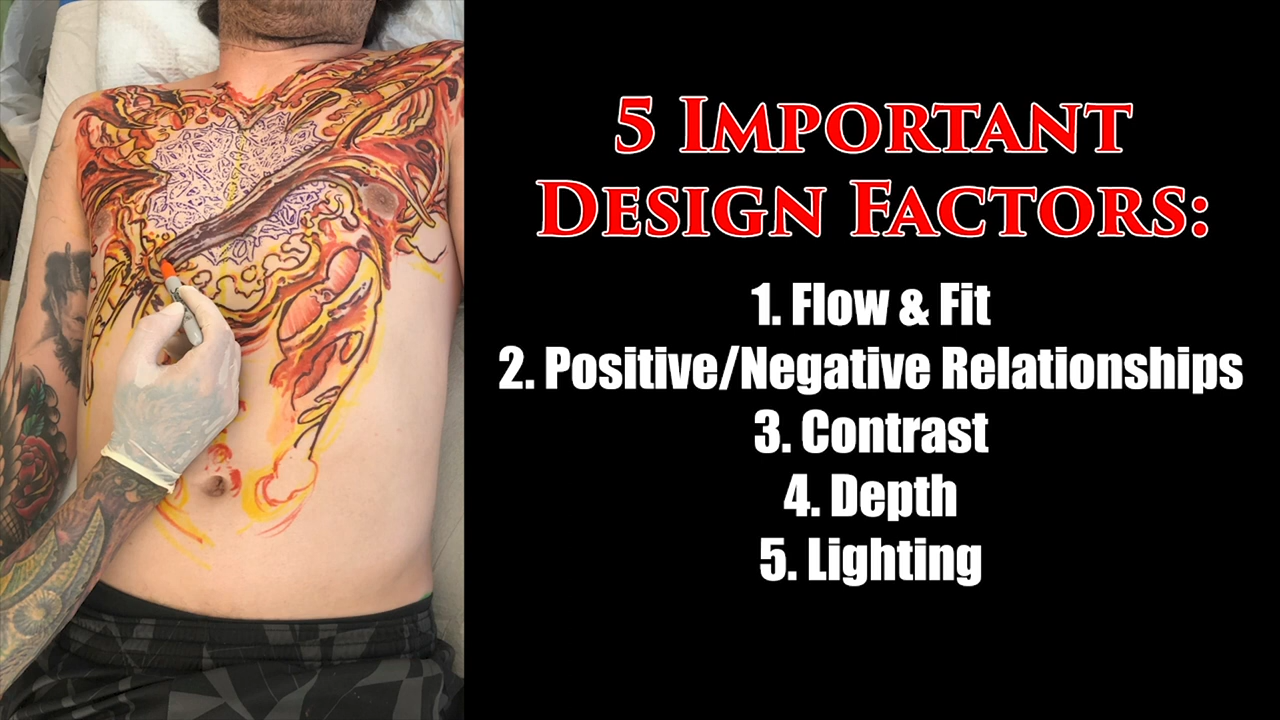 5 Important
Design Factors:
1. Flow & Fit
2. Positive/Negative Relationships
3. Contrast
4. Depth
5. Lighting